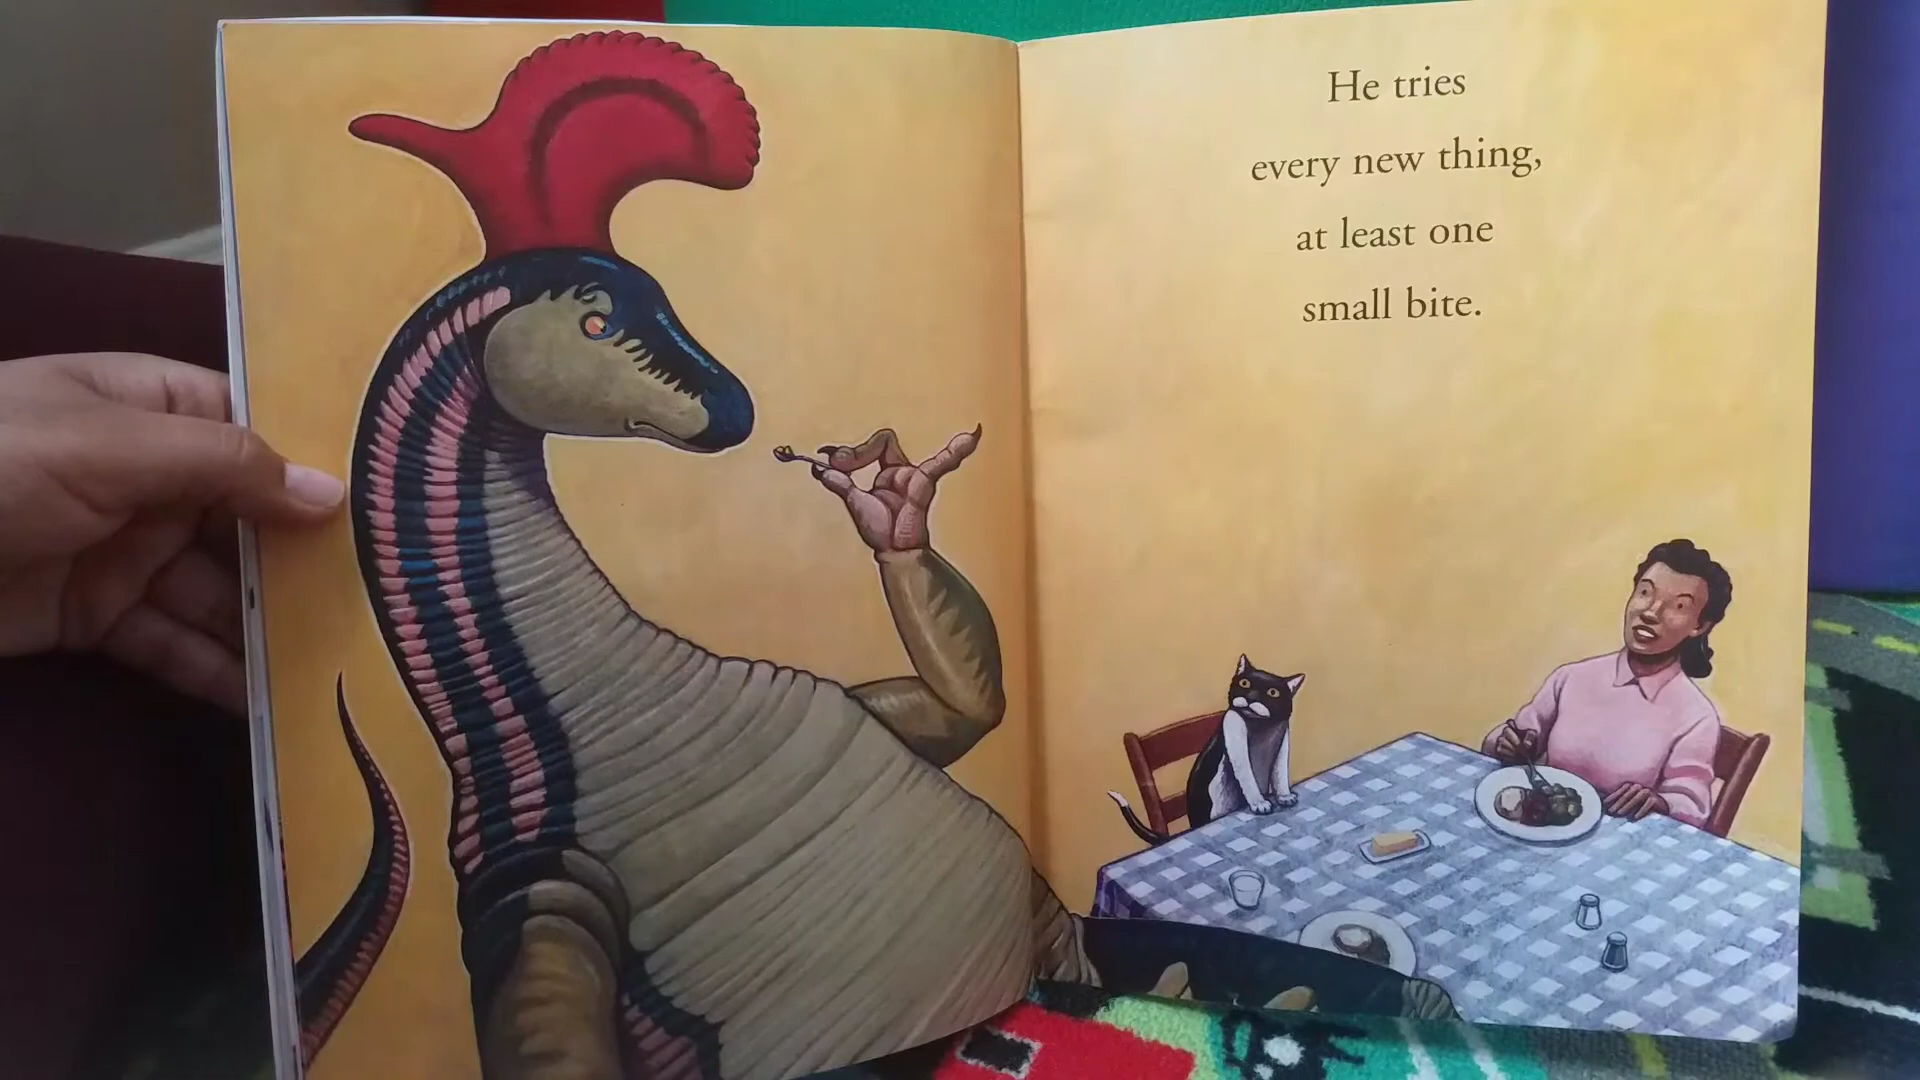 He tries
every new thing,
at least one
small bite.